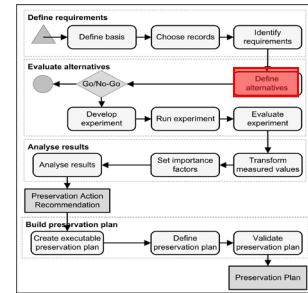 Define requirements
Define basis
Choose records
Identify
requirements
Evaluate alternatives
Go/No-Go
Define
alternatives
Develop
experiment
Run experiment
Evaluate
experiment
Analyse results
Analyse results
Set importance
factors
Transform
measured values
Preservation Action
Recommendation
Build preservation plan
Create executable
preservation plan
Define
preservation plan
Validate
preservation plan
Preservation Plan